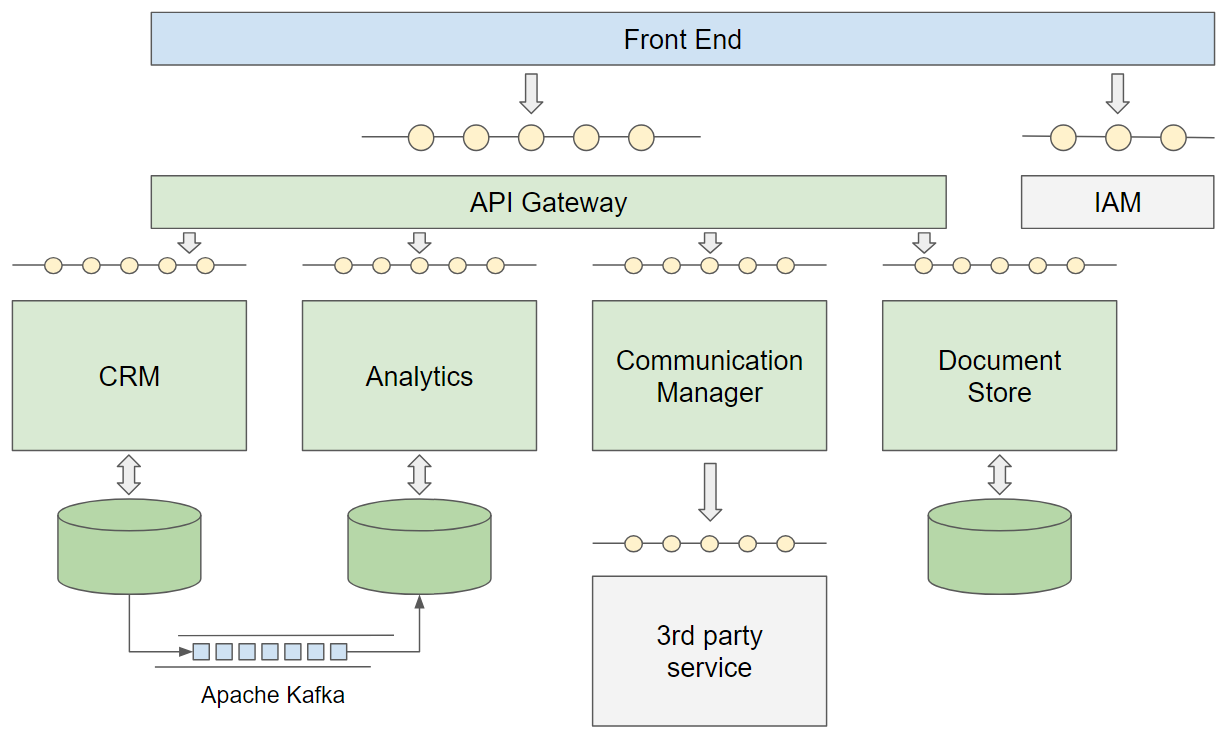 Front End
API Gateway
IAM
CRM
Analytics
Communication
Manager
Document
Store
3rd party
service
Apache Kafka